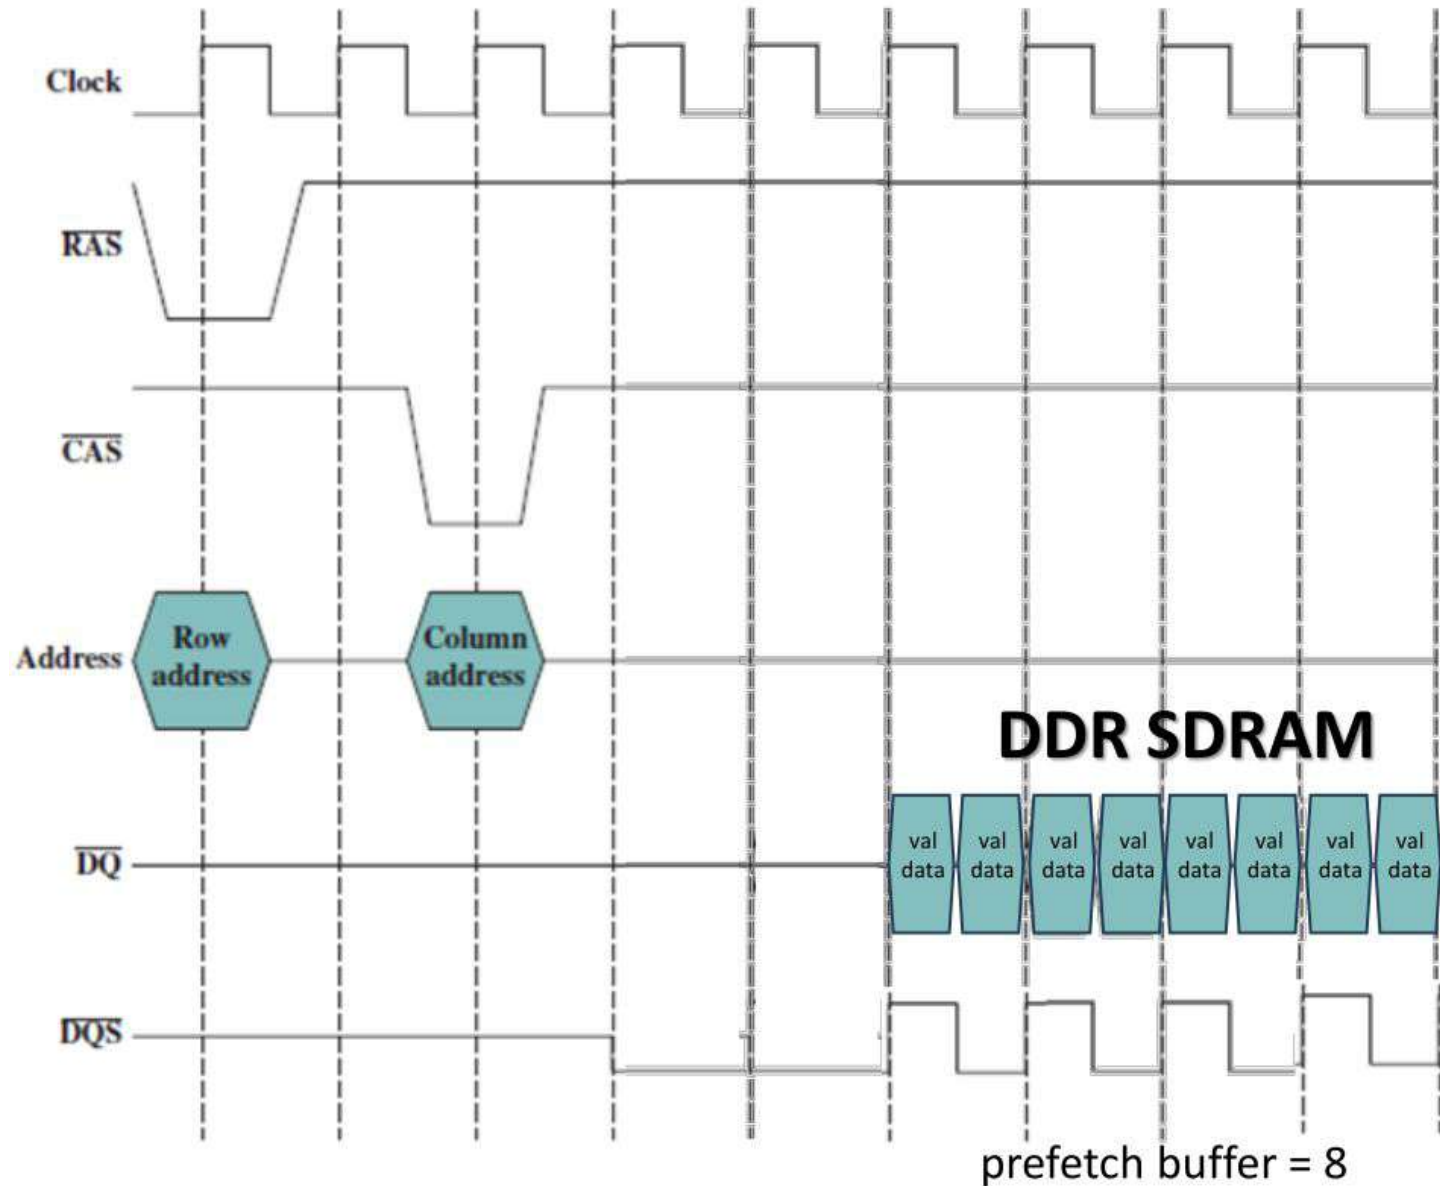 Clock
RAS
CAS
Row
address
Column
address
Address
DDR SDRAM
val
data
val
data
val
data
val
data
val
data
val
data
val
data
val
data
DQ
DQS
prefetch buffer = 8